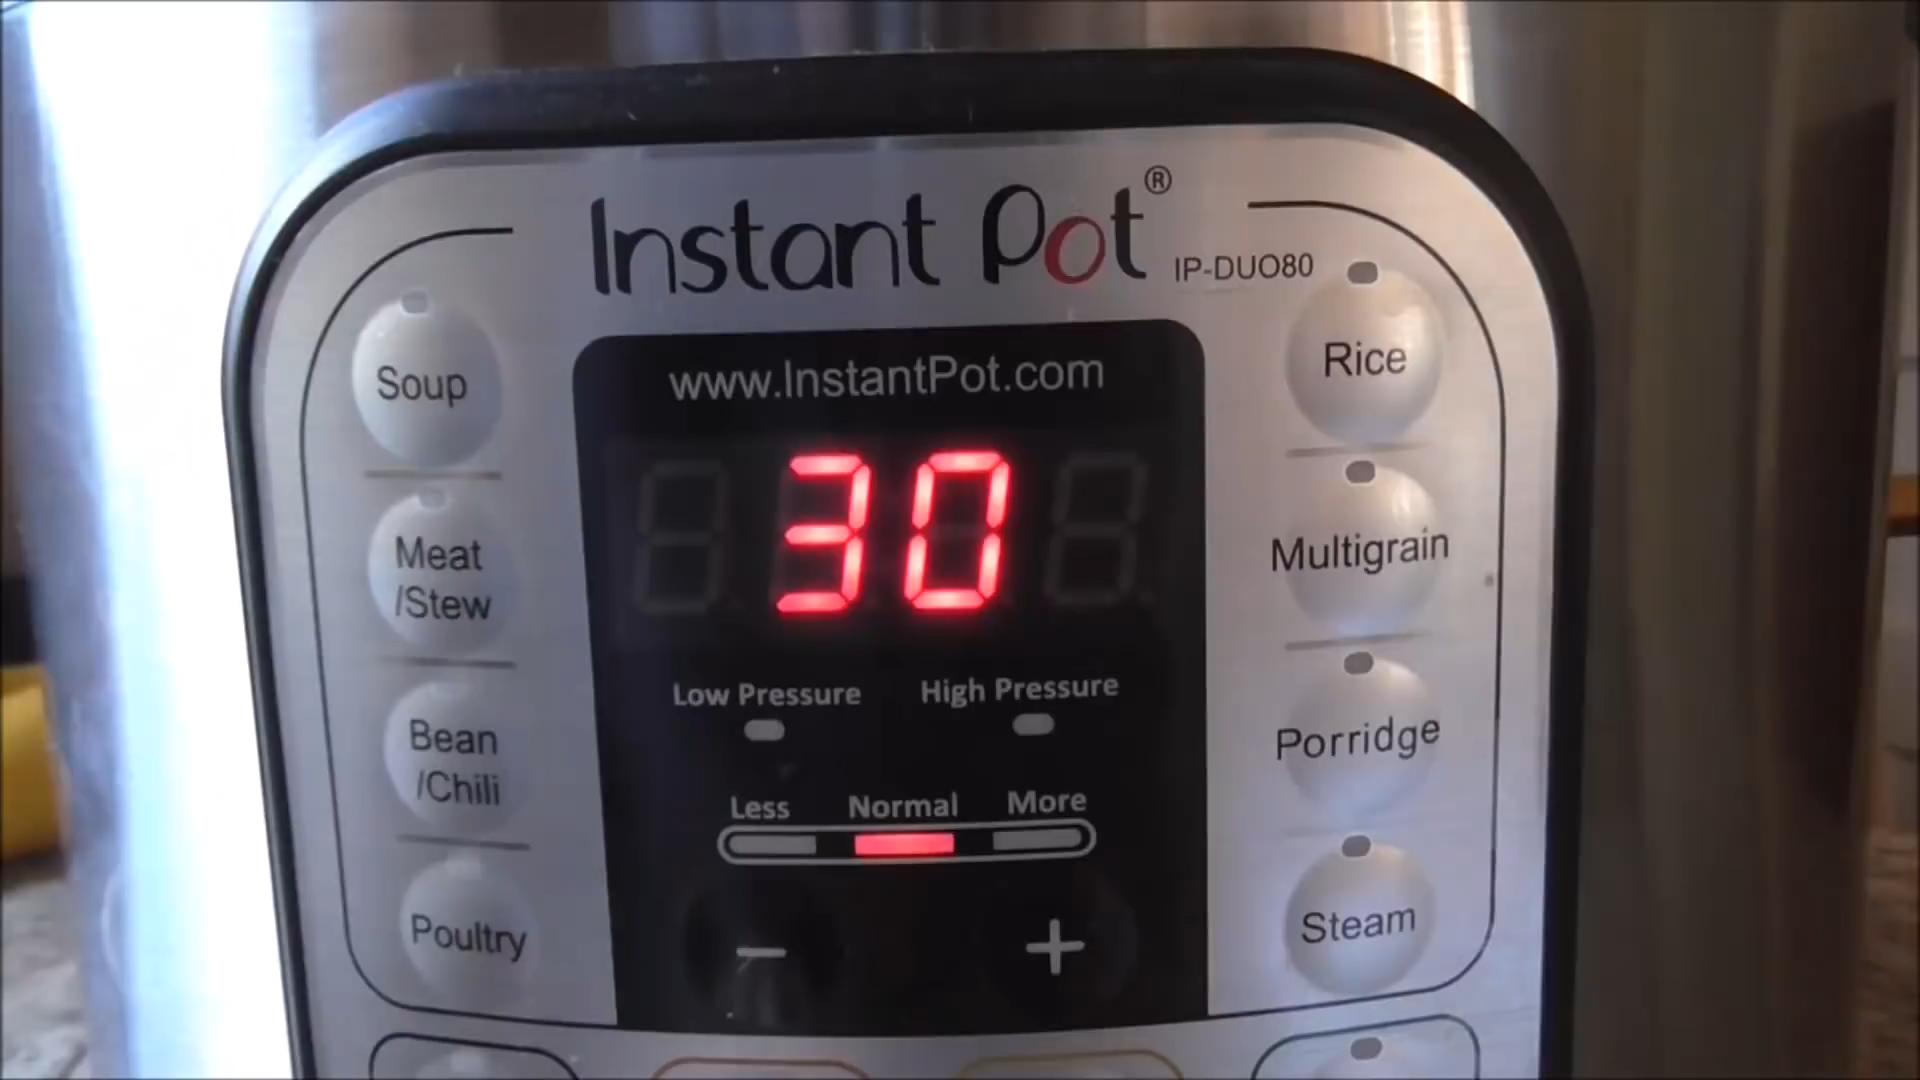 Instant Pot®
IP-DUO80
www.InstantPot.com
30
Low Pressure
High Pressure
Less
Normal
More
−
+
Soup
Meat
/Stew
Bean
/Chili
Poultry
Rice
Multigrain
Porridge
Steam